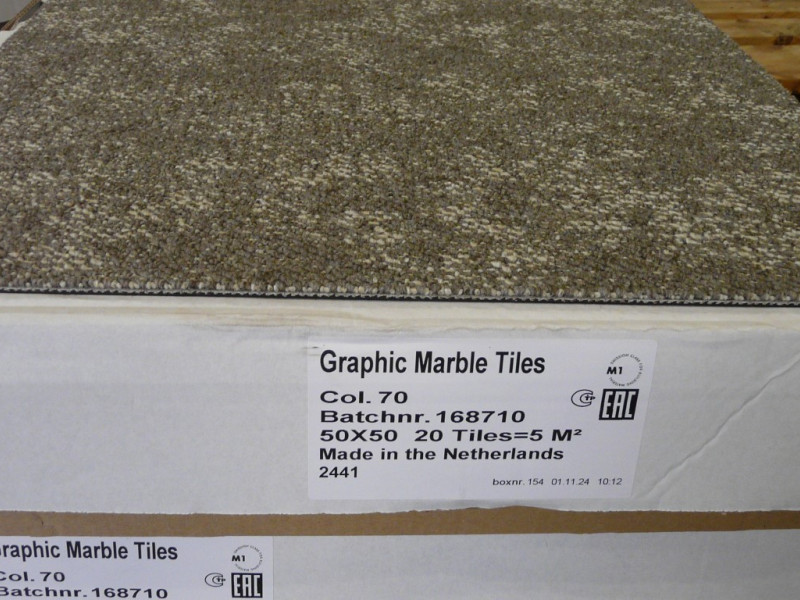 Graphic Marble Tiles
M1
Col. 70
Batchnr. 168710
EAC
50X50 20 Tiles=5 M²
Made in the Netherlands
2441
boxnr. 154 01.11.24 10:12
raphic Marble Tiles
M1
Col. 70
Batchnr. 168710
EAC